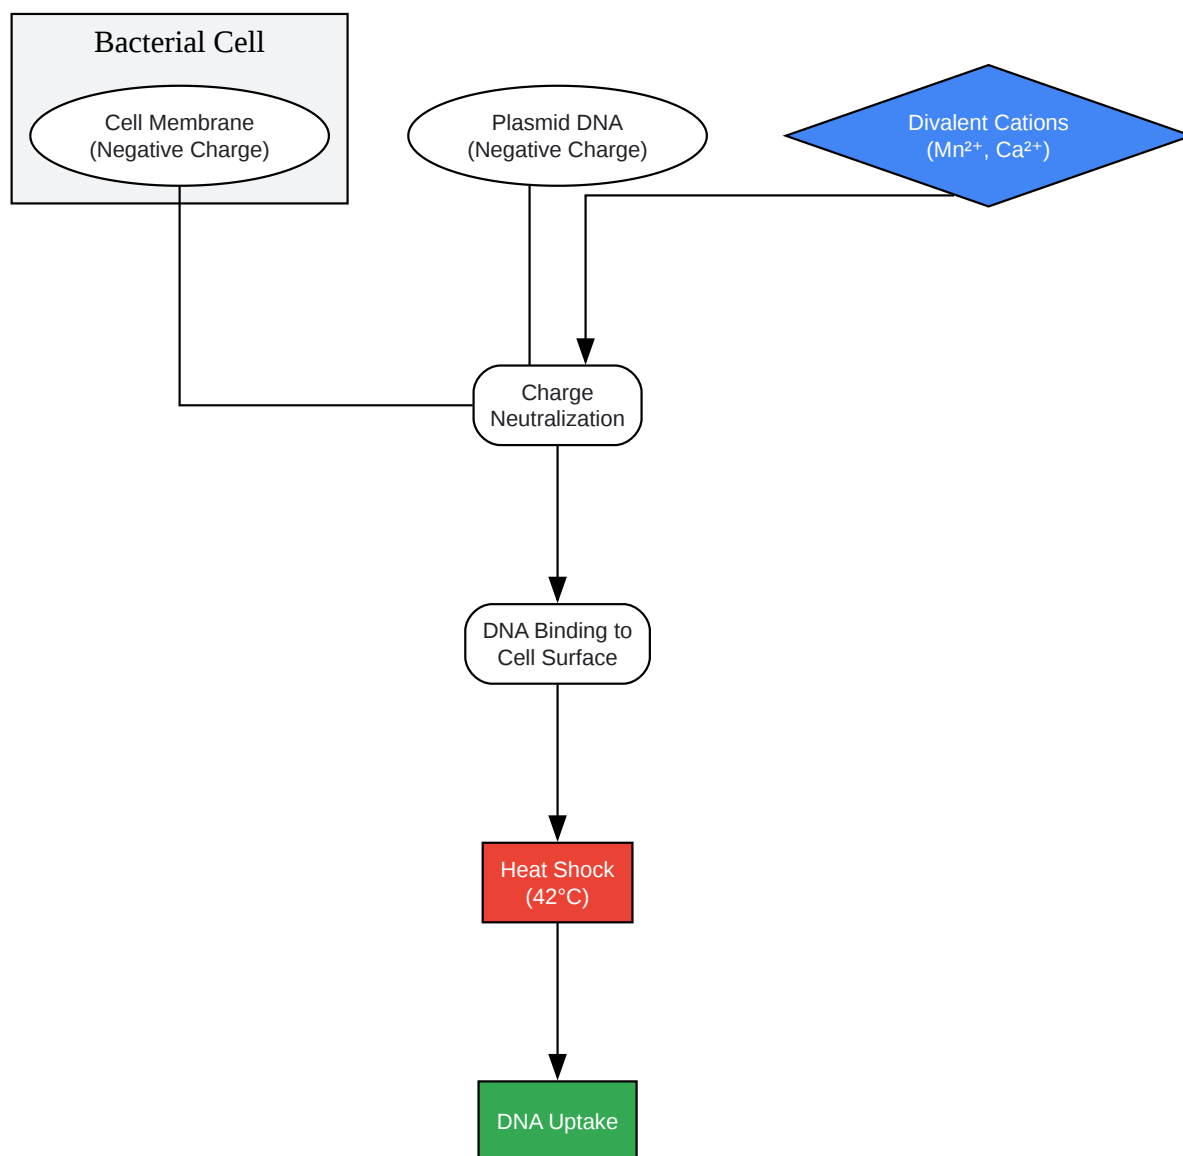 Bacterial Cell
Cell Membrane
(Negative Charge)
Plasmid DNA
(Negative Charge)
Divalent Cations
(Mn²⁺, Ca²⁺)
Charge
Neutralization
DNA Binding to
Cell Surface
Heat Shock
(42°C)
DNA Uptake